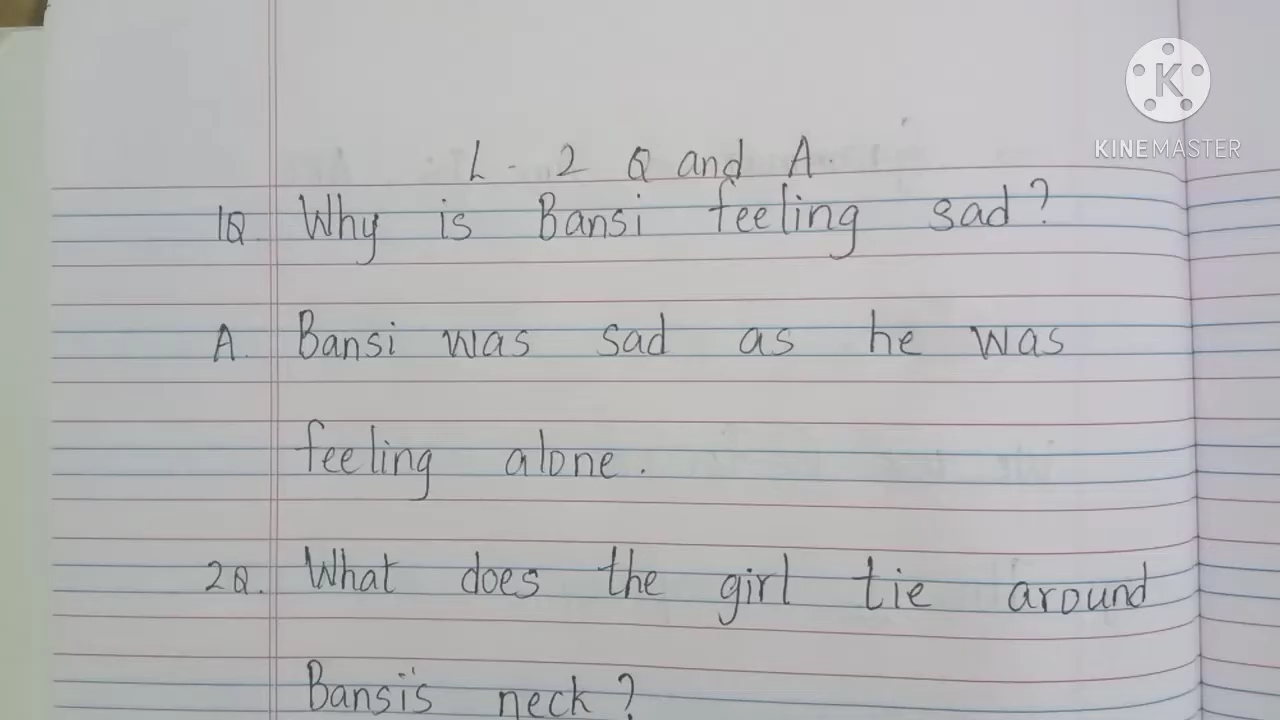 K
KINEMASTER
L - 2 Q and A.
1Q Why is Bansi feeling sad?
A. Bansi was sad as he was
feeling alone.
2Q. What does the girl tie around
Bansi's neck?